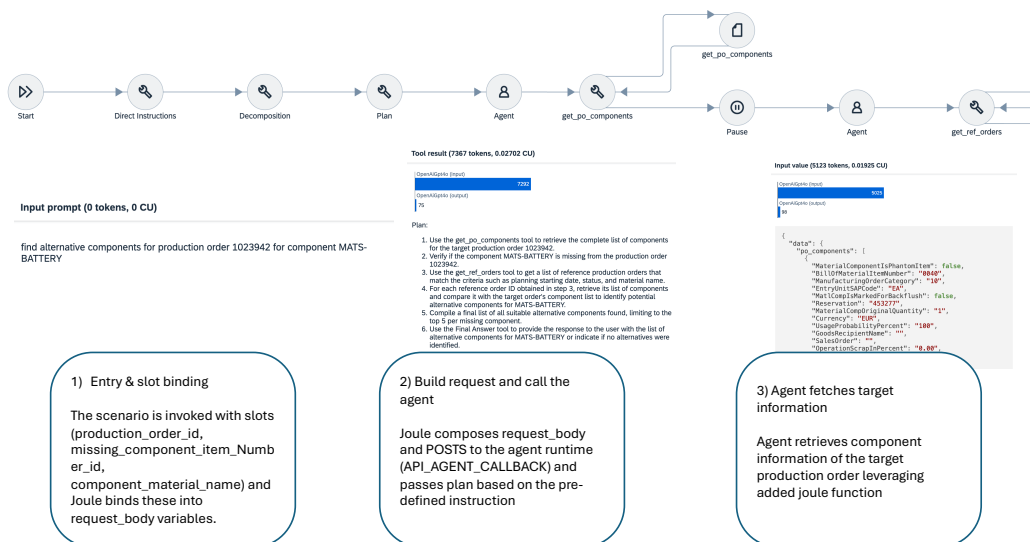 get_po_components
Start
Direct Instructions
Decomposition
Plan
Agent
get_po_components
Pause
Agent
get_ref_orders
Input prompt (0 tokens, 0 CU)
find alternative components for production order 1023942 for component MATS-
BATTERY
Tool result (7367 tokens, 0.02702 CU)
OpenAIGpt4o (input)
7292
OpenAIGpt4o (output)
75
Plan:
1. Use the get_po_components tool to retrieve the complete list of components
for the target production order 1023942.
2. Verify if the component MATS-BATTERY is missing from the production order
1023942.
3. Use the get_ref_orders tool to get a list of reference production orders that
match the criteria such as planning starting date, status, and material name.
4. For each reference order ID obtained in step 3, retrieve its list of components
and compare it with the target order's component list to identify potential
alternative components for MATS-BATTERY.
5. Compile a final list of all suitable alternative components found, limiting to the
top 5 per missing component.
6. Use the Final Answer tool to provide the response to the user with the list of
alternative components for MATS-BATTERY or indicate if no alternatives were
identified.
Input value (5123 tokens, 0.01925 CU)
OpenAIGpt4o (input)
5025
OpenAIGpt4o (output)
98
{
"data": {
"po_components": [
{
"MaterialComponentIsPhantomItem": false,
"BillOfMaterialItemNumber": "0040",
"ManufacturingOrderCategory": "10",
"EntryUnitSAPCode": "EA",
"MatlCompIsMarkedForBackflush": false,
"Reservation": "453277",
"MaterialCompOriginalQuantity": "1",
"Currency": "EUR",
"UsageProbabilityPercent": "100",
"GoodsRecipientName": "",
"SalesOrder": "",
"OperationScrapInPercent": "0.00",
1) Entry & slot binding
The scenario is invoked with slots
(production_order_id,
missing_component_item_Numb
er_id,
component_material_name) and
Joule binds these into
request_body variables.
2) Build request and call the
agent
Joule composes request_body
and POSTS to the agent runtime
(API_AGENT_CALLBACK) and
passes plan based on the pre-
defined instruction
3) Agent fetches target
information
Agent retrieves component
information of the target
production order leveraging
added joule function